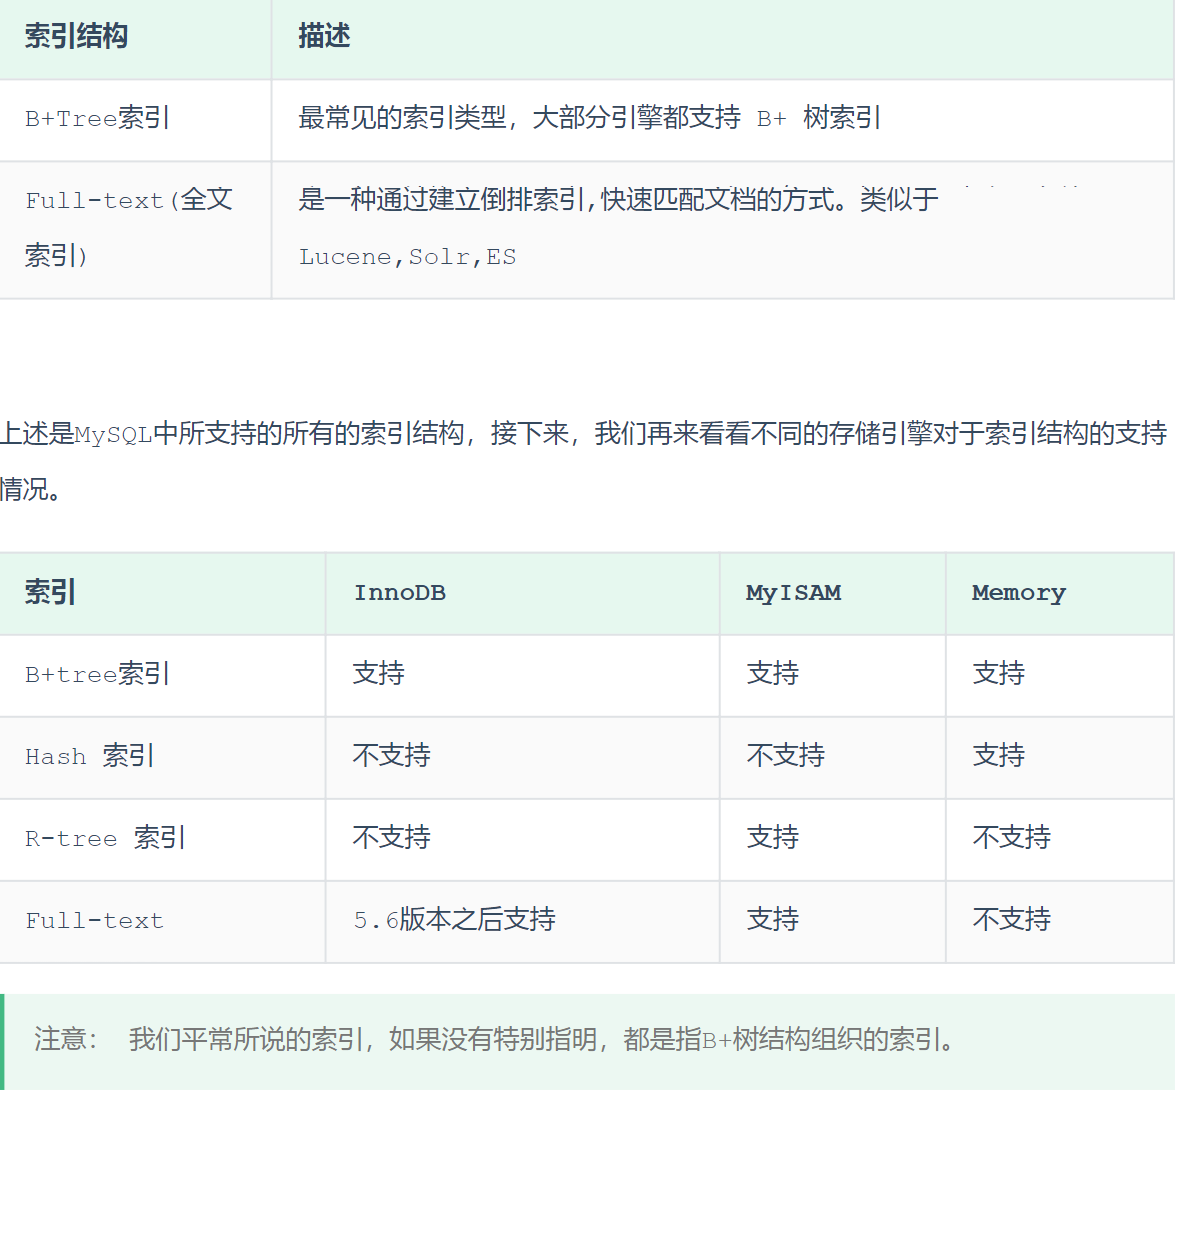 索引结构 描述
B+Tree索引 最常见的索引类型，大部分引擎都支持 B+ 树索引
Full-text(全文 是一种通过建立倒排索引,快速匹配文档的方式。类似于
索引) Lucene,Solr,ES
上述是MySQL中所支持的所有的索引结构，接下来，我们再来看看不同的存储引擎对于索引结构的支持
情况。
索引 InnoDB MyISAM Memory
B+tree索引 支持 支持 支持
Hash 索引 不支持 不支持 支持
R-tree 索引 不支持 支持 不支持
Full-text 5.6版本之后支持 支持 不支持
注意： 我们平常所说的索引，如果没有特别指明，都是指B+树结构组织的索引。